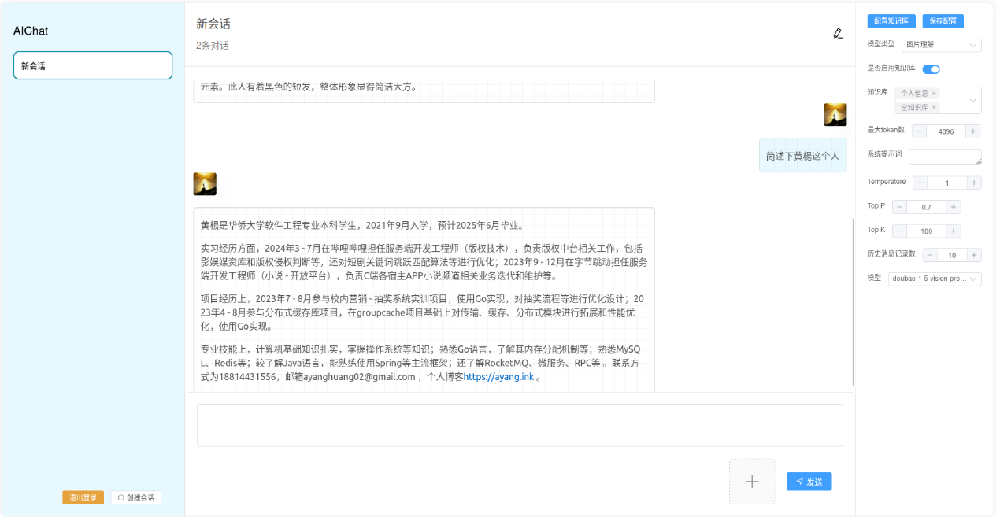 AIChat
新会话
退出登录
创建会话
新会话
2条对话
元素。此人有着黑色的短发，整体形象显得简洁大方。
简述下黄楊这个人
黄楊是华侨大学软件工程专业本科学生，2021年9月入学，预计2025年6月毕业。
实习经历方面，2024年3 - 7月在哔哩哔哩担任服务端开发工程师（版权技术），负责版权中台相关工作，包括
影娱媒资库和版权侵权判断等，还对短剧关键词跳跃匹配算法等进行优化；2023年9 - 12月在字节跳动担任服务
端开发工程师（小说 - 开放平台），负责C端各宿主APP小说频道相关业务迭代和维护等。
项目经历上，2023年7 - 8月参与校内营销 - 抽奖系统实训项目，使用Go实现，对抽奖流程等进行优化设计；20
23年4 - 8月参与分布式缓存库项目，在groupcache项目基础上对传输、缓存、分布式模块进行拓展和性能优
化，使用Go实现。
专业技能上，计算机基础知识扎实，掌握操作系统等知识；熟悉Go语言，了解其内存分配机制等；熟悉MySQ
L、Redis等；较了解Java语言，能熟练使用Spring等主流框架；还了解RocketMQ、微服务、RPC等 。联系方
式为18814431556，邮箱ayanghuang02@gmail.com ，个人博客https://ayang.ink 。
发送
配置知识库 保存配置
模型类型 图片理解
是否启用知识库
知识库 个人信息 ×
空知识库 ×
最大token数 − 4096 +
系统提示词
Temperature − 1 +
Top P − 0.7 +
Top K − 100 +
历史消息记录数 − 10 +
模型 doubao-1-5-vision-pro...